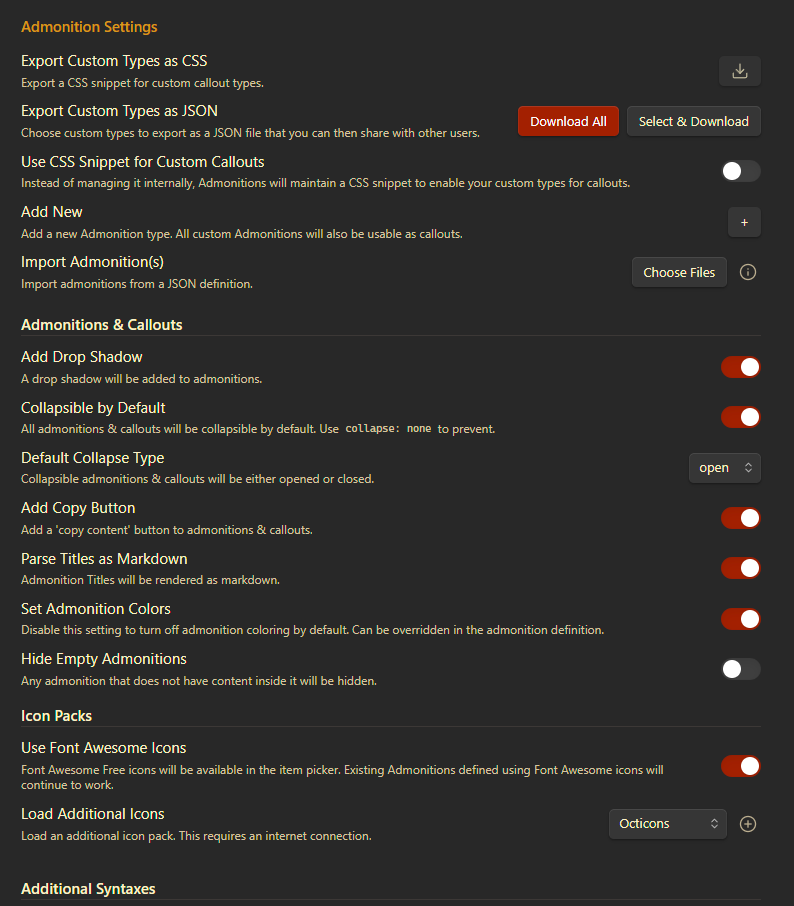 Admonition Settings
Export Custom Types as CSS
Export a CSS snippet for custom callout types.
Export Custom Types as JSON
Choose custom types to export as a JSON file that you can then share with other users.
Download All
Select & Download
Use CSS Snippet for Custom Callouts
Instead of managing it internally, Admonitions will maintain a CSS snippet to enable your custom types for callouts.
Add New
Add a new Admonition type. All custom Admonitions will also be usable as callouts.
+
Import Admonition(s)
Import admonitions from a JSON definition.
Choose Files
Admonitions & Callouts
Add Drop Shadow
A drop shadow will be added to admonitions.
Collapsible by Default
All admonitions & callouts will be collapsible by default. Use collapse: none to prevent.
Default Collapse Type
Collapsible admonitions & callouts will be either opened or closed.
open
Add Copy Button
Add a 'copy content' button to admonitions & callouts.
Parse Titles as Markdown
Admonition Titles will be rendered as markdown.
Set Admonition Colors
Disable this setting to turn off admonition coloring by default. Can be overridden in the admonition definition.
Hide Empty Admonitions
Any admonition that does not have content inside it will be hidden.
Icon Packs
Use Font Awesome Icons
Font Awesome Free icons will be available in the item picker. Existing Admonitions defined using Font Awesome icons will
continue to work.
Load Additional Icons
Load an additional icon pack. This requires an internet connection.
Octicons
Additional Syntaxes